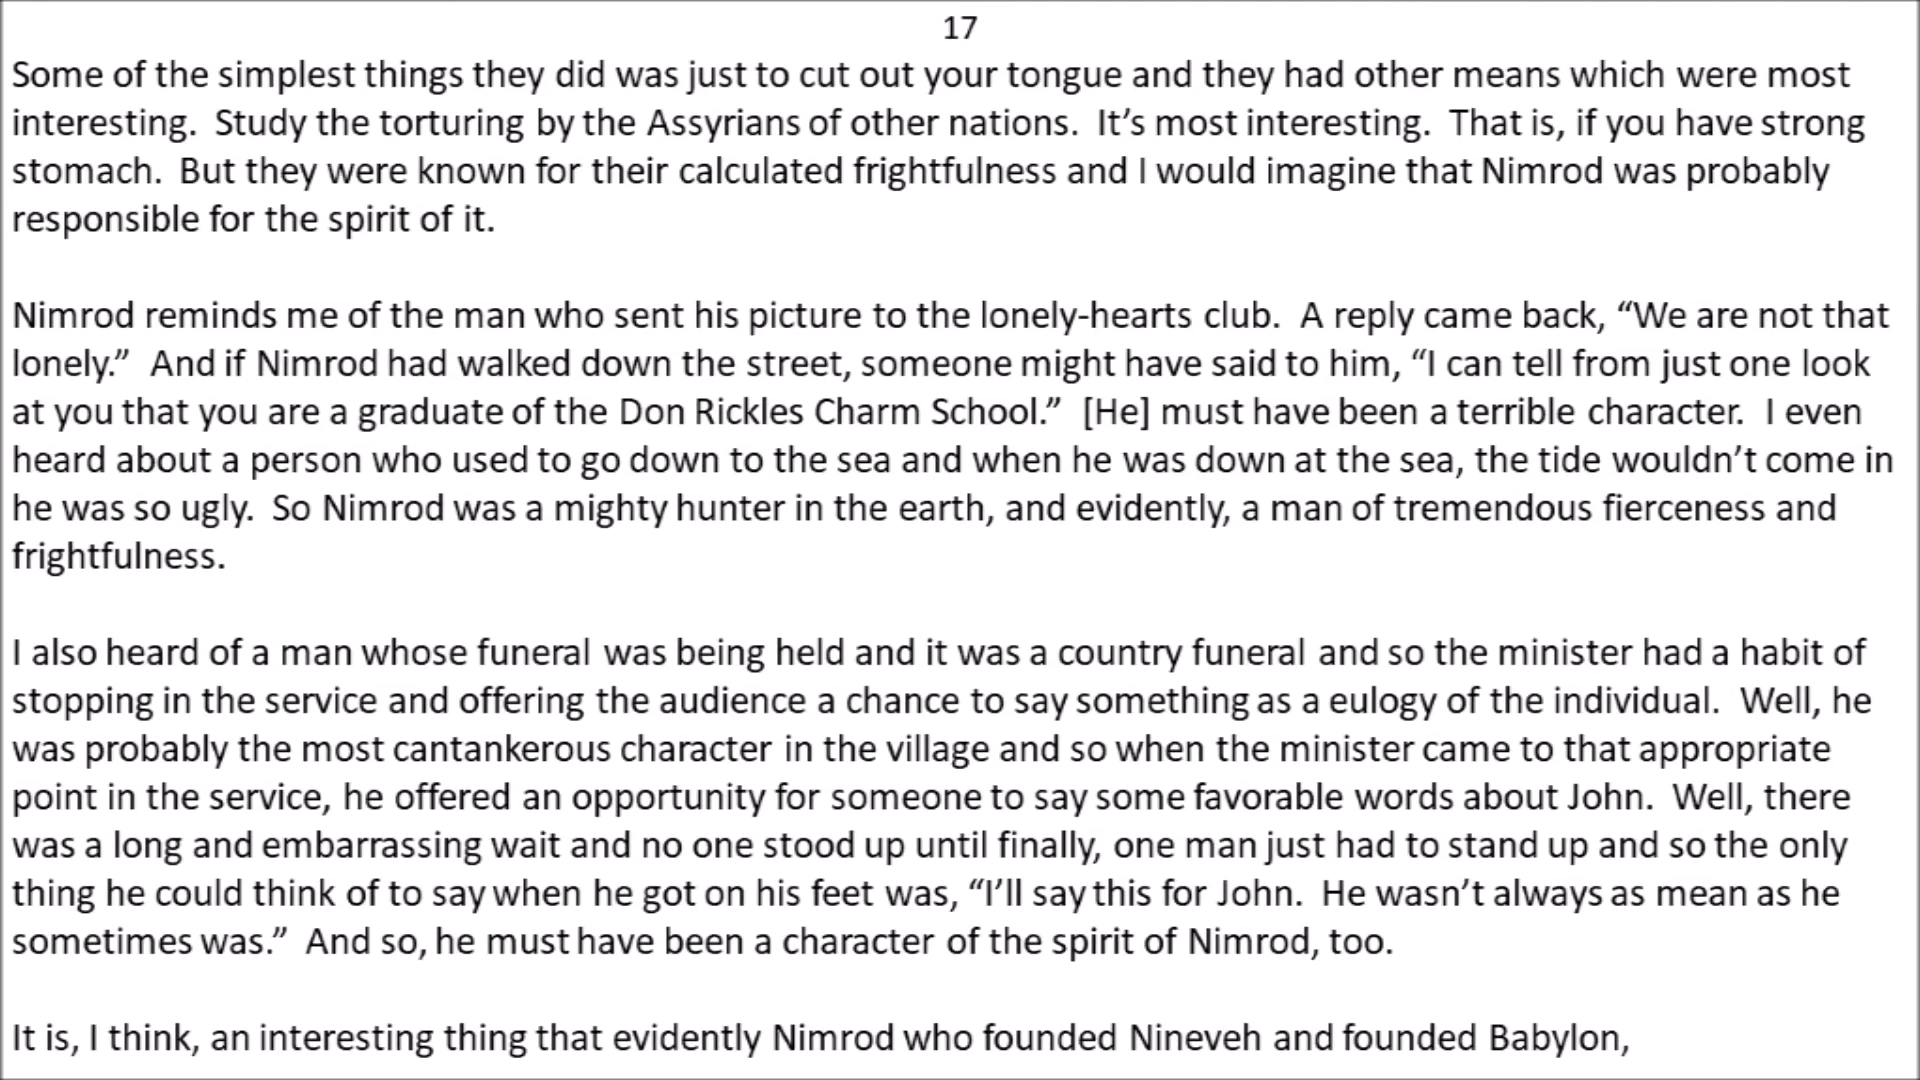 17
Some of the simplest things they did was just to cut out your tongue and they had other means which were most
interesting.  Study the torturing by the Assyrians of other nations.  It’s most interesting.  That is, if you have strong
stomach.  But they were known for their calculated frightfulness and I would imagine that Nimrod was probably
responsible for the spirit of it.
Nimrod reminds me of the man who sent his picture to the lonely-hearts club.  A reply came back, “We are not that
lonely.”  And if Nimrod had walked down the street, someone might have said to him, “I can tell from just one look
at you that you are a graduate of the Don Rickles Charm School.”  [He] must have been a terrible character.  I even
heard about a person who used to go down to the sea and when he was down at the sea, the tide wouldn’t come in
he was so ugly.  So Nimrod was a mighty hunter in the earth, and evidently, a man of tremendous fierceness and
frightfulness.
I also heard of a man whose funeral was being held and it was a country funeral and so the minister had a habit of
stopping in the service and offering the audience a chance to say something as a eulogy of the individual.  Well, he
was probably the most cantankerous character in the village and so when the minister came to that appropriate
point in the service, he offered an opportunity for someone to say some favorable words about John.  Well, there
was a long and embarrassing wait and no one stood up until finally, one man just had to stand up and so the only
thing he could think of to say when he got on his feet was, “I’ll say this for John.  He wasn’t always as mean as he
sometimes was.”  And so, he must have been a character of the spirit of Nimrod, too.
It is, I think, an interesting thing that evidently Nimrod who founded Nineveh and founded Babylon,